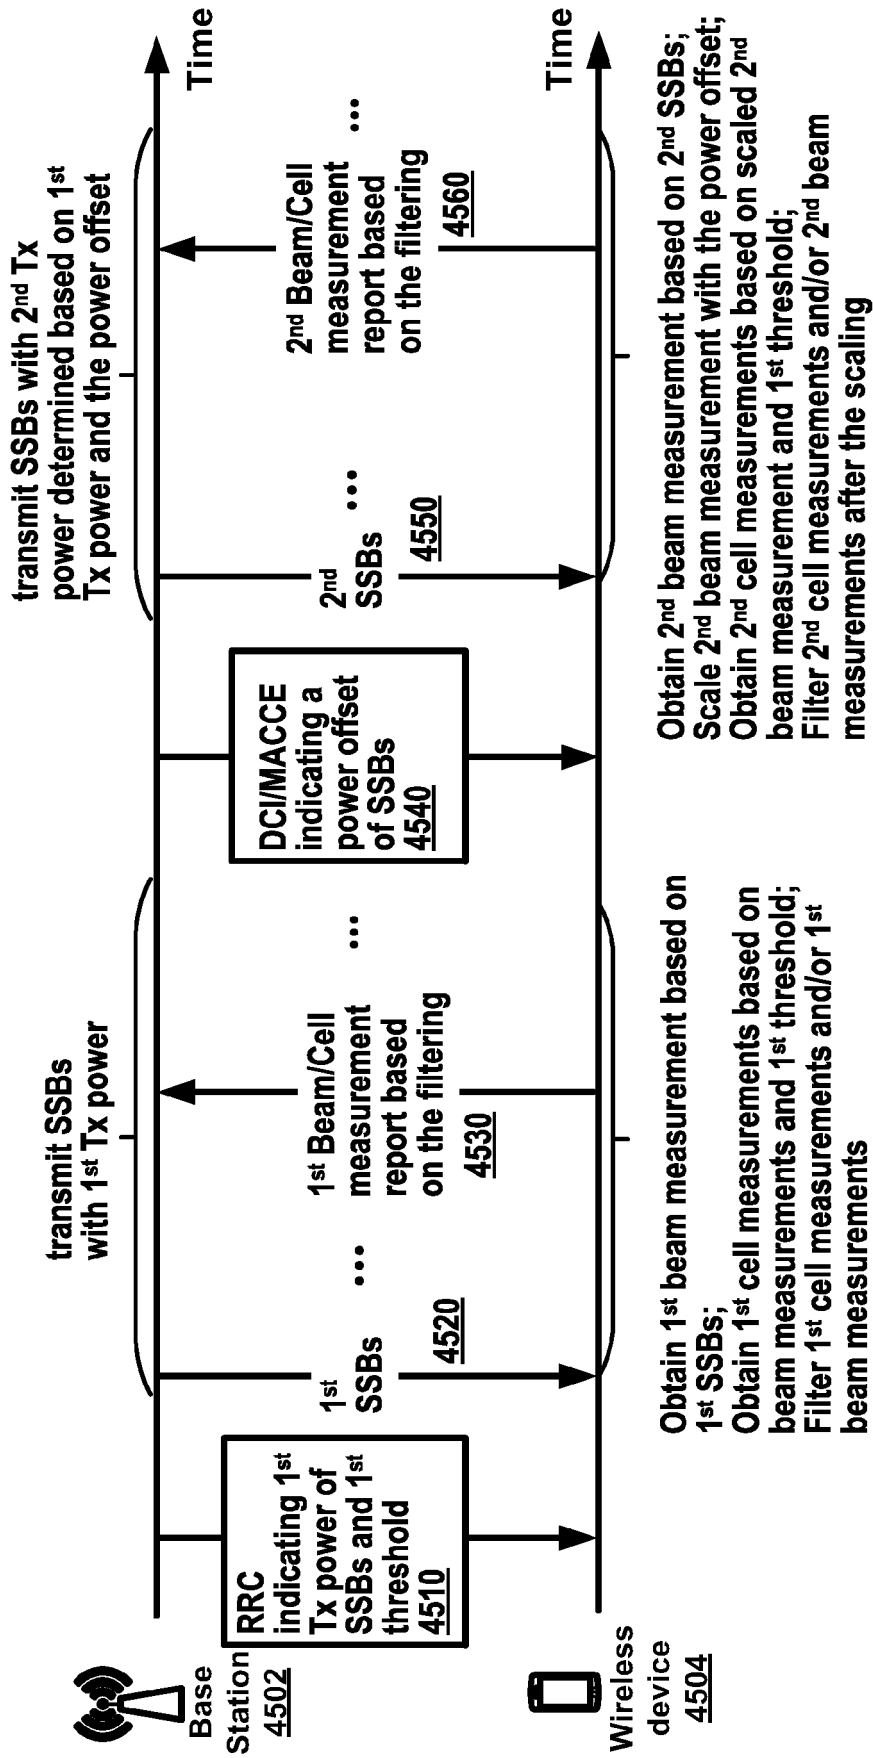 transmit SSBs
with 1st Tx power
transmit SSBs with 2nd Tx
power determined based on 1st
Tx power and the power offset
Base
Station
4502
Time
RRC
indicating 1st
Tx power of
SSBs and 1st
threshold
4510
1st
SSBs
4520
...
1st Beam/Cell
measurement
report based
on the filtering
4530
...
DCI/MACCE
indicating a
power offset
of SSBs
4540
2nd
SSBs
4550
...
2nd Beam/Cell
measurement
report based
on the filtering
4560
...
Wireless
device
4504
Time
Obtain 1st beam measurement based on
1st SSBs;
Obtain 1st cell measurements based on
beam measurements and 1st threshold;
Filter 1st cell measurements and/or 1st
beam measurements
Obtain 2nd beam measurement based on 2nd SSBs;
Scale 2nd beam measurement with the power offset;
Obtain 2nd cell measurements based on scaled 2nd
beam measurement and 1st threshold;
Filter 2nd cell measurements and/or 2nd beam
measurements after the scaling